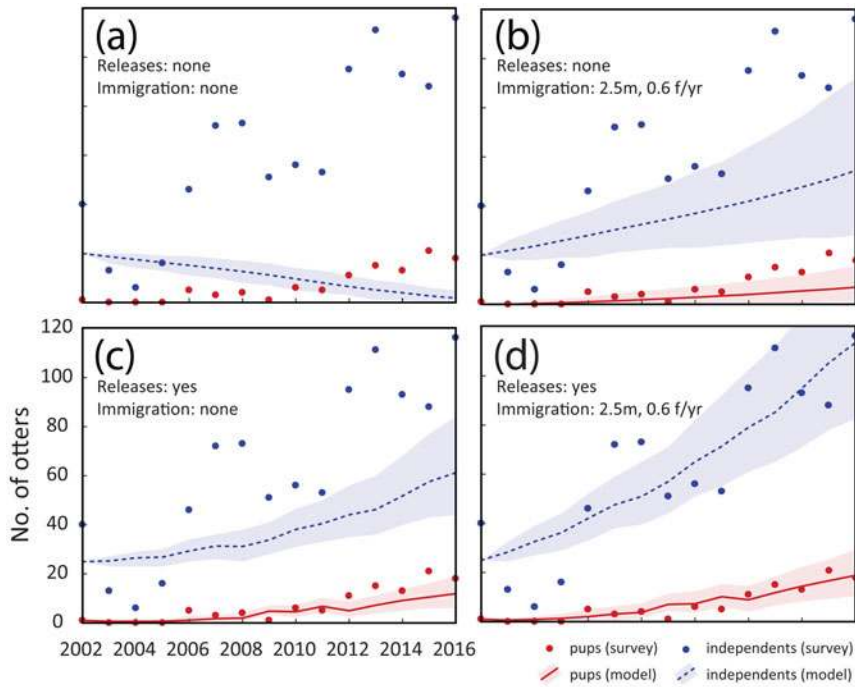 (a)
Releases: none
Immigration: none
(b)
Releases: none
Immigration: 2.5m, 0.6 f/yr
(c)
Releases: yes
Immigration: none
(d)
Releases: yes
Immigration: 2.5m, 0.6 f/yr
No. of otters
120
100
80
60
40
20
0
2002 2004 2006 2008 2010 2012 2014 2016
pups (survey)
independents (survey)
pups (model)
independents (model)